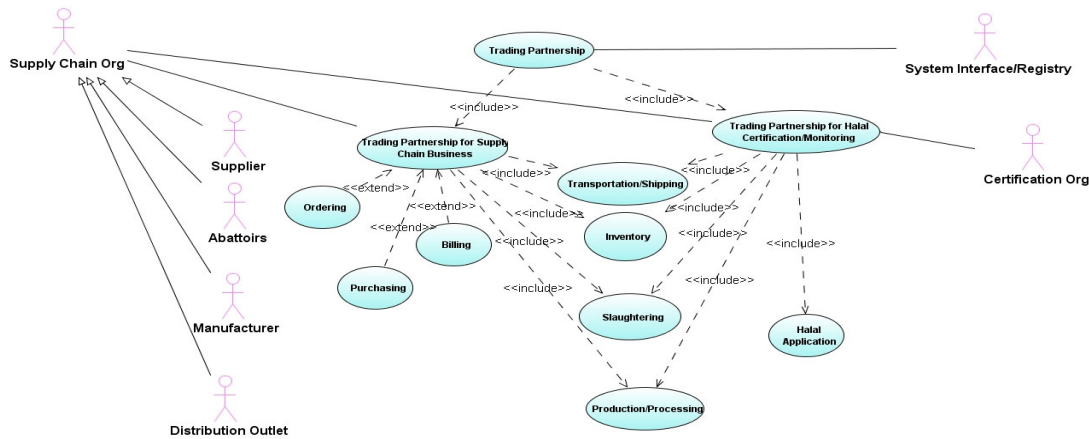 Supply Chain Org
Trading Partnership
System Interface/Registry
<<include>>
<<include>>
Trading Partnership for Supply
Chain Business
Trading Partnership for Halal
Certification/Monitoring
Certification Org
Supplier
<<include>>
<<include>>
Transportation/Shipping
<<extend>>
Ordering
<<include>>
<<extend>>
<<include>>
Abattoirs
<<extend>>
<<include>>
<<include>>
Inventory
<<include>>
Billing
<<include>>
Purchasing
<<include>>
Slaughtering
Manufacturer
Halal
Application
Production/Processing
Distribution Outlet